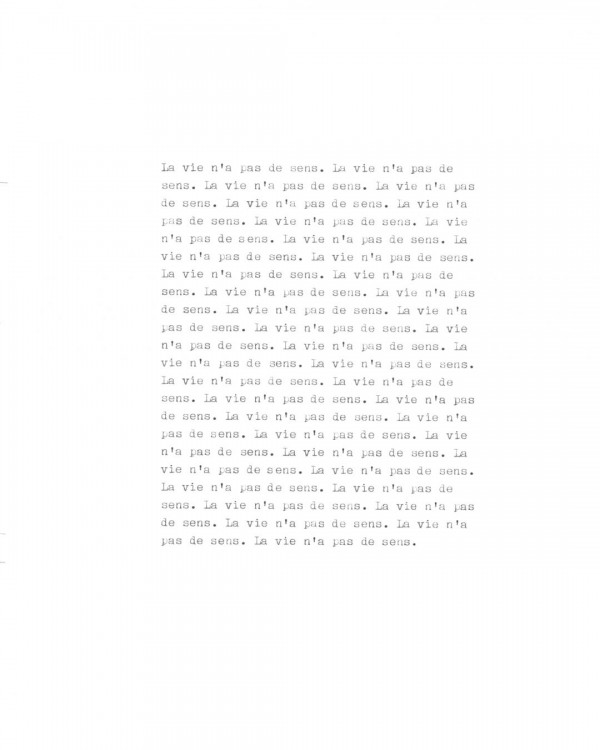 La vie n'a pas de sens. La vie n'a pas de
sens. La vie n'a pas de sens. La vie n'a pas
de sens. La vie n'a pas de sens. La vie n'a
pas de sens. La vie n'a pas de sens. La vie
n'a pas de sens. La vie n'a pas de sens. La
vie n'a pas de sens. La vie n'a pas de sens.
La vie n'a pas de sens. La vie n'a pas de
sens. La vie n'a pas de sens. La vie n'a pas
de sens. La vie n'a pas de sens. La vie n'a
pas de sens. La vie n'a pas de sens. La vie
n'a pas de sens. La vie n'a pas de sens. La
vie n'a pas de sens. La vie n'a pas de sens.
La vie n'a pas de sens. La vie n'a pas de
sens. La vie n'a pas de sens. La vie n'a pas
de sens. La vie n'a pas de sens. La vie n'a
pas de sens. La vie n'a pas de sens. La vie
n'a pas de sens. La vie n'a pas de sens. La
vie n'a pas de sens. La vie n'a pas de sens.
La vie n'a pas de sens. La vie n'a pas de
sens. La vie n'a pas de sens. La vie n'a pas
de sens. La vie n'a pas de sens. La vie n'a
pas de sens. La vie n'a pas de sens.